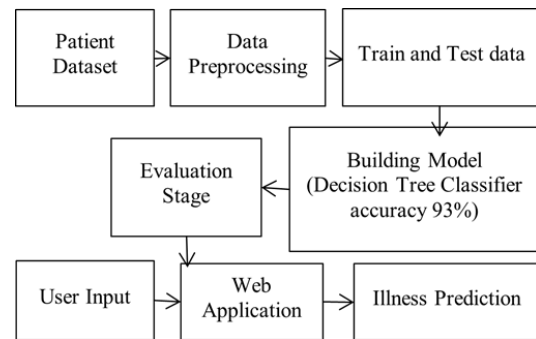 Patient
Dataset
Data
Preprocessing
Train and Test data
Building Model
(Decision Tree Classifier
accuracy 93%)
Evaluation
Stage
User Input
Web
Application
Illness Prediction